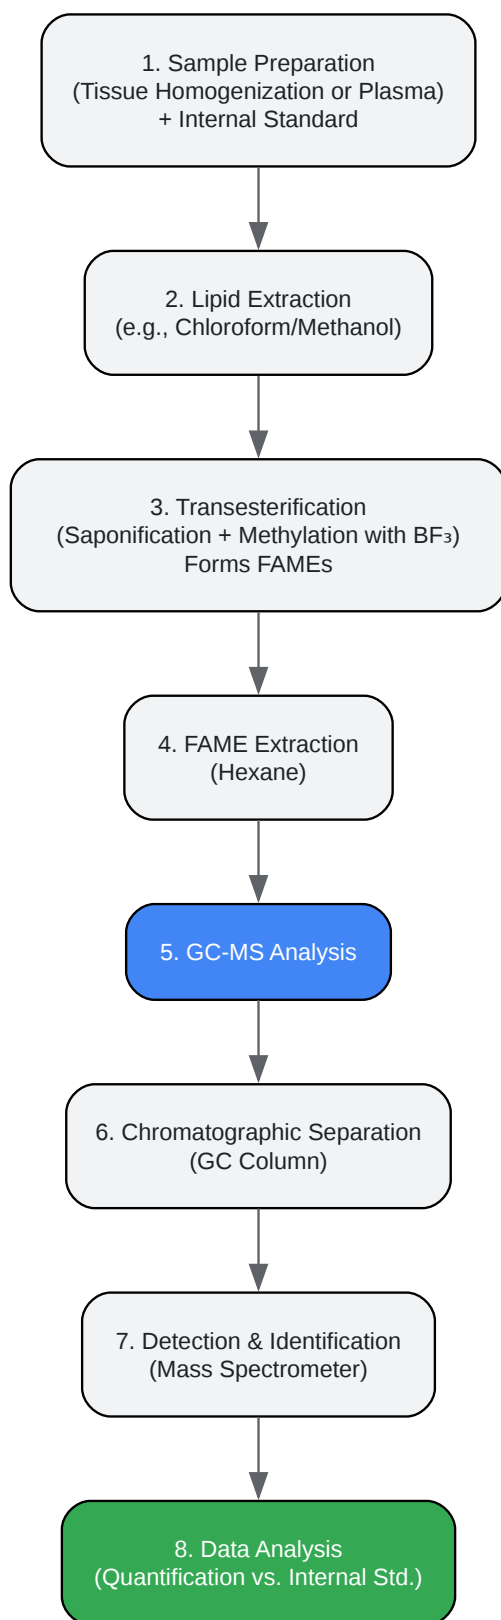 1. Sample Preparation
(Tissue Homogenization or Plasma)
+ Internal Standard
2. Lipid Extraction
(e.g., Chloroform/Methanol)
3. Transesterification
(Saponification + Methylation with BF₃)
Forms FAMEs
4. FAME Extraction
(Hexane)
5. GC-MS Analysis
6. Chromatographic Separation
(GC Column)
7. Detection & Identification
(Mass Spectrometer)
8. Data Analysis
(Quantification vs. Internal Std.)